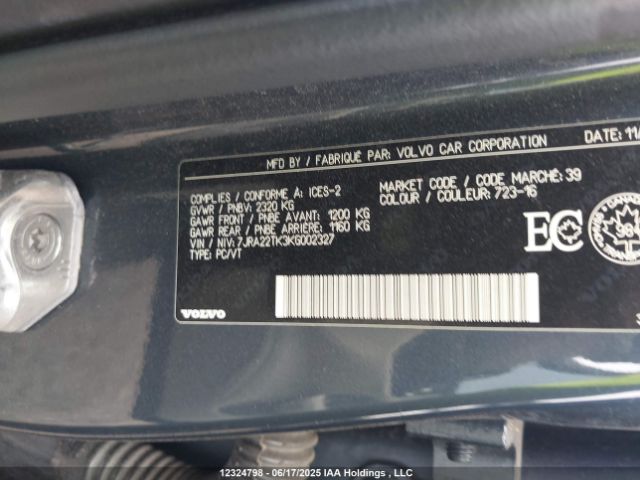 MFD BY / FABRIQUÉ PAR: VOLVO CAR CORPORATION
DATE: 11/
COMPLIES / CONFORME À: ICES-2
GVWR / PNBV: 2320 KG
GAWR FRONT / PNBE AVANT: 1200 KG
GAWR REAR / PNBE ARRIÈRE: 1160 KG
VIN / NIV: 7JRA22TK3KG002327
TYPE: PC/VT
MARKET CODE / CODE MARCHÉ: 39
COLOUR / COULEUR: 723-16
EC
984
VOLVO
12324798 - 06/17/2025 IAA Holdings , LLC